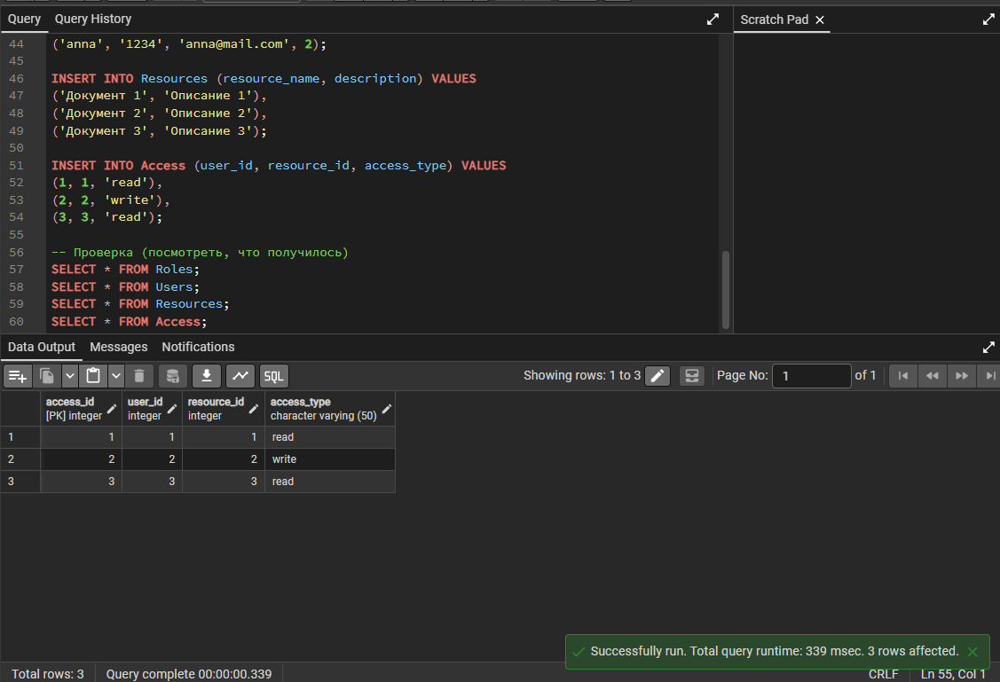 Query Query History
Scratch Pad
44 ('anna', '1234', 'anna@mail.com', 2);
45
46 INSERT INTO Resources (resource_name, description) VALUES
47 ('Документ 1', 'Описание 1'),
48 ('Документ 2', 'Описание 2'),
49 ('Документ 3', 'Описание 3');
50
51 INSERT INTO Access (user_id, resource_id, access_type) VALUES
52 (1, 1, 'read'),
53 (2, 2, 'write'),
54 (3, 3, 'read');
55
56 -- Проверка (посмотреть, что получилось)
57 SELECT * FROM Roles;
58 SELECT * FROM Users;
59 SELECT * FROM Resources;
60 SELECT * FROM Access;
Data Output Messages Notifications
SQL Showing rows: 1 to 3 Page No: 1 of 1
access_id user_id resource_id access_type
[PK] integer integer integer character varying (50)
1 1 1 1 read
2 2 2 2 write
3 3 3 3 read
Successfully run. Total query runtime: 339 msec. 3 rows affected.
Total rows: 3 Query complete 00:00:00.339 CRLF Ln 55, Col 1